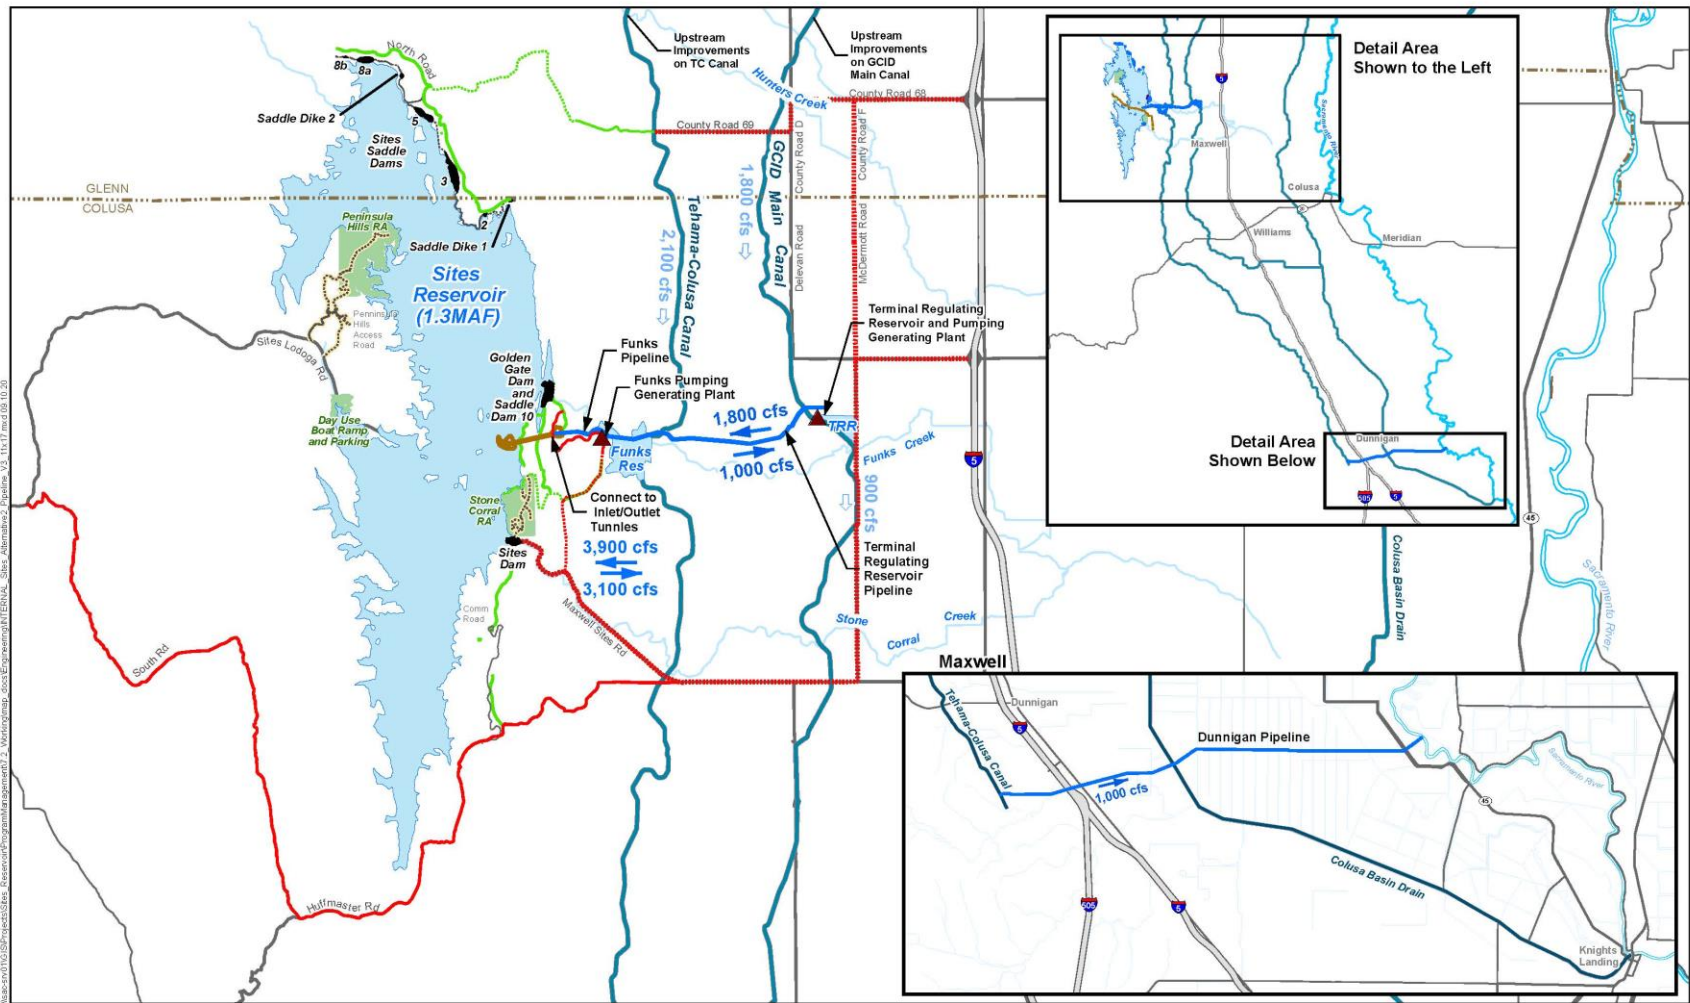 North Road
8b
8a
Saddle Dike 2
5
Sites
Saddle
Dams
3
2
Saddle Dike 1
GLENN
COLUSA
Peninsula
Hills RA
Penninsula
Hills
Access
Road
Sites Lodoga
Rd
Day Use
Boat Ramp
and Parking
Sites
Reservoir
(1.3MAF)
Golden
Gate
Dam
and
Saddle
Dam 10
Funks
Pipeline
Funks Pumping
Generating Plant
Funks
Res
Connect to
Inlet/Outlet
Tunnles
3,900 cfs
3,100 cfs
Stone
Corral
RA
Sites
Dam
Comm
Road
Maxwell Sites Rd
South Rd
Huffmaster Rd
Upstream
Improvements
on TC Canal
Upstream
Improvements
on GCID
Main Canal
Hunters Creek
County Road 68
County Road 69
GCID Main Canal
1,800 cfs
Tehama-Colusa Canal
2,100 cfs
Delevan Road
County Road D
McDermott Road
County Road F
Terminal Regulating
Reservoir and Pumping
Generating Plant
1,800 cfs
1,000 cfs
TRR
Funks Creek
900 cfs
Terminal
Regulating
Reservoir
Pipeline
Stone
Corral
Creek
5
Maxwell
Detail Area
Shown to the Left
5
Sacramento River
Maxwell
Colusa
Williams
Meridian
Detail Area
Shown Below
Dunnigan
505
5
45
Colusa Basin Drain
Sacramento River
Tehama-Colusa Canal
Dunnigan
5
Dunnigan Pipeline
1,000 cfs
Sacramento River
45
Colusa Basin Drain
505
5
Knights
Landing